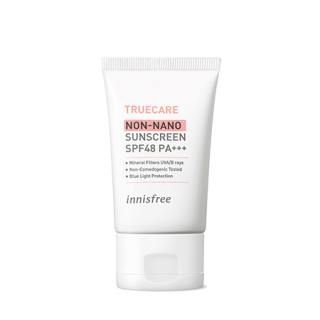 TRUECARE
NON-NANO
SUNSCREEN
SPF48 PA+++
• Mineral Filters UVA/B rays
• Non-Comedogenic Tested
• Blue Light Protection
innisfree